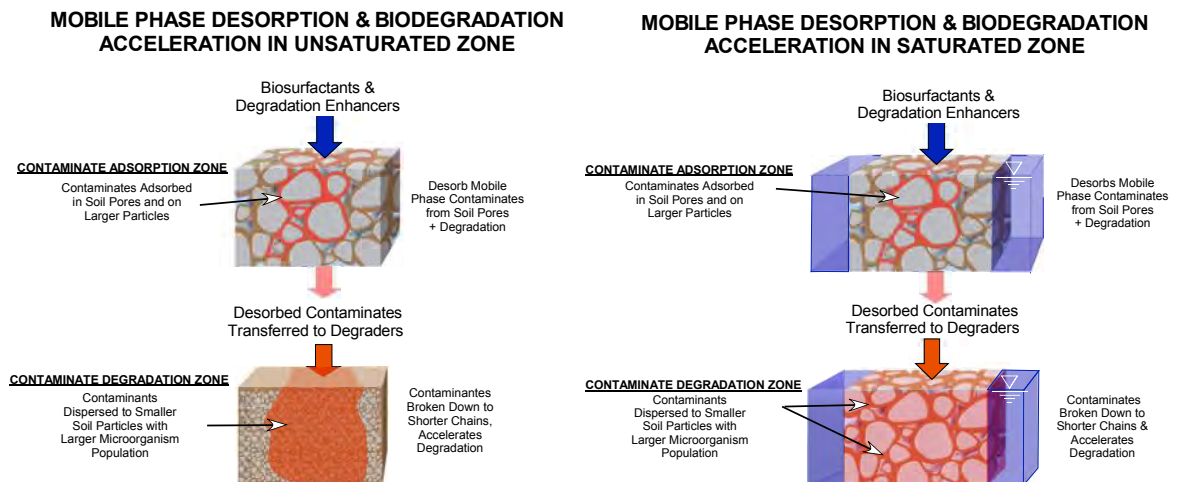 MOBILE PHASE DESORPTION & BIODEGRADATION
ACCELERATION IN UNSATURATED ZONE
Biosurfactants &
Degradation Enhancers
CONTAMINATE ADSORPTION ZONE
Contaminates Adsorbed
in Soil Pores and on
Larger Particles
Desorb Mobile
Phase Contaminates
from Soil Pores
+ Degradation
Desorbed Contaminates
Transferred to Degraders
CONTAMINATE DEGRADATION ZONE
Contaminants
Dispersed to Smaller
Soil Particles with
Larger Microorganism
Population
Contaminantes
Broken Down to
Shorter Chains,
Accelerates
Degradation
MOBILE PHASE DESORPTION & BIODEGRADATION
ACCELERATION IN SATURATED ZONE
Biosurfactants &
Degradation Enhancers
CONTAMINATE ADSORPTION ZONE
Contaminates Adsorbed
in Soil Pores and on
Larger Particles
Desorbs Mobile
Phase Contaminates
from Soil Pores
+ Degradation
Desorbed Contaminates
Transferred to Degraders
CONTAMINATE DEGRADATION ZONE
Contaminants
Dispersed to Smaller
Soil Particles with
Larger Microorganism
Population
Contaminates
Broken Down to
Shorter Chains &
Accelerates
Degradation